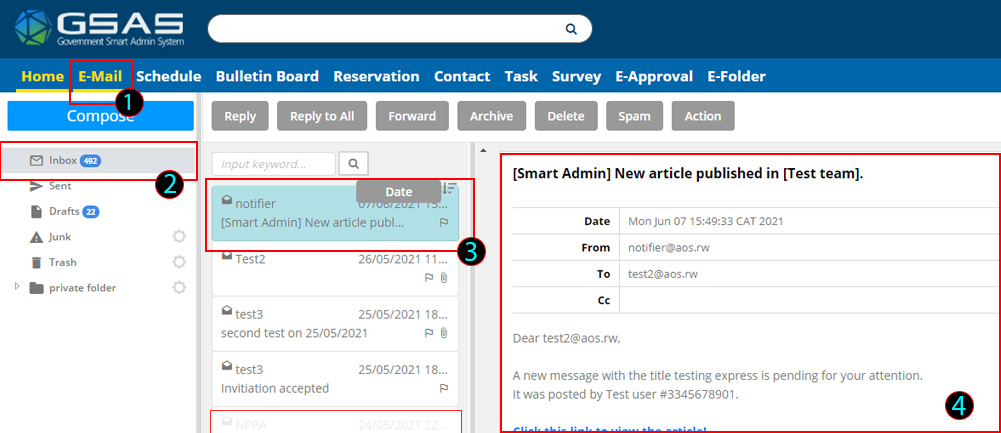 GSAS
Government Smart Admin System
Home E-Mail Schedule Bulletin Board Reservation Contact Task Survey E-Approval E-Folder
1
Compose
Reply Reply to All Forward Archive Delete Spam Action
Inbox 492
2
Sent
Drafts 22
Junk
Trash
private folder
input keyword...
Date
notifier 07/06/2021 15...
[Smart Admin] New article publ...
3
Test2 26/05/2021 11...
test3 25/05/2021 18...
second test on 25/05/2021
test3 25/05/2021 18...
Invitiation accepted
NPPA 24/05/2021 22...
[Smart Admin] New article published in [Test team].
Date Mon Jun 07 15:49:33 CAT 2021
From notifier@aos.rw
To test2@aos.rw
Cc
Dear test2@aos.rw,
A new message with the title testing express is pending for your attention.
It was posted by Test user #3345678901.
4
Click this link to view the article!